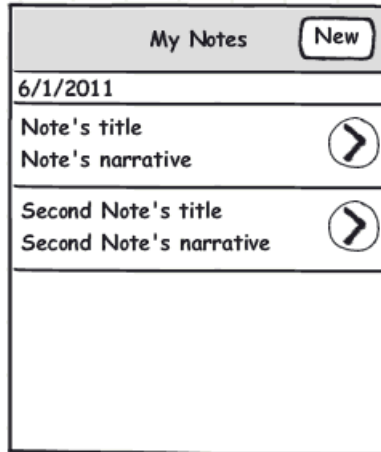 My Notes
New
6/1/2011
Note's title
Note's narrative
Second Note's title
Second Note's narrative